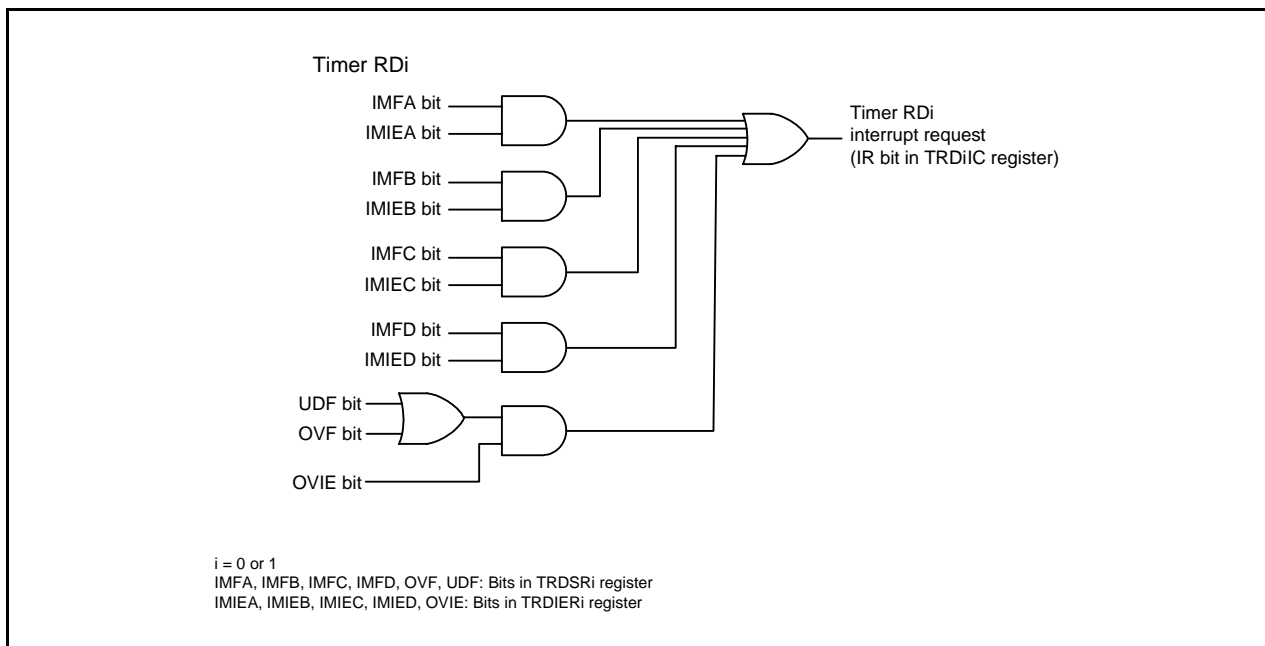 Timer RDi
IMFA bit
IMIEA bit
IMFB bit
IMIEB bit
IMFC bit
IMIEC bit
IMFD bit
IMIED bit
UDF bit
OVF bit
OVIE bit
Timer RDi
interrupt request
(IR bit in TRDiIC register)
i = 0 or 1
IMFA, IMFB, IMFC, IMFD, OVF, UDF: Bits in TRDSRi register
IMIEA, IMIEB, IMIEC, IMIED, OVIE: Bits in TRDIERi register